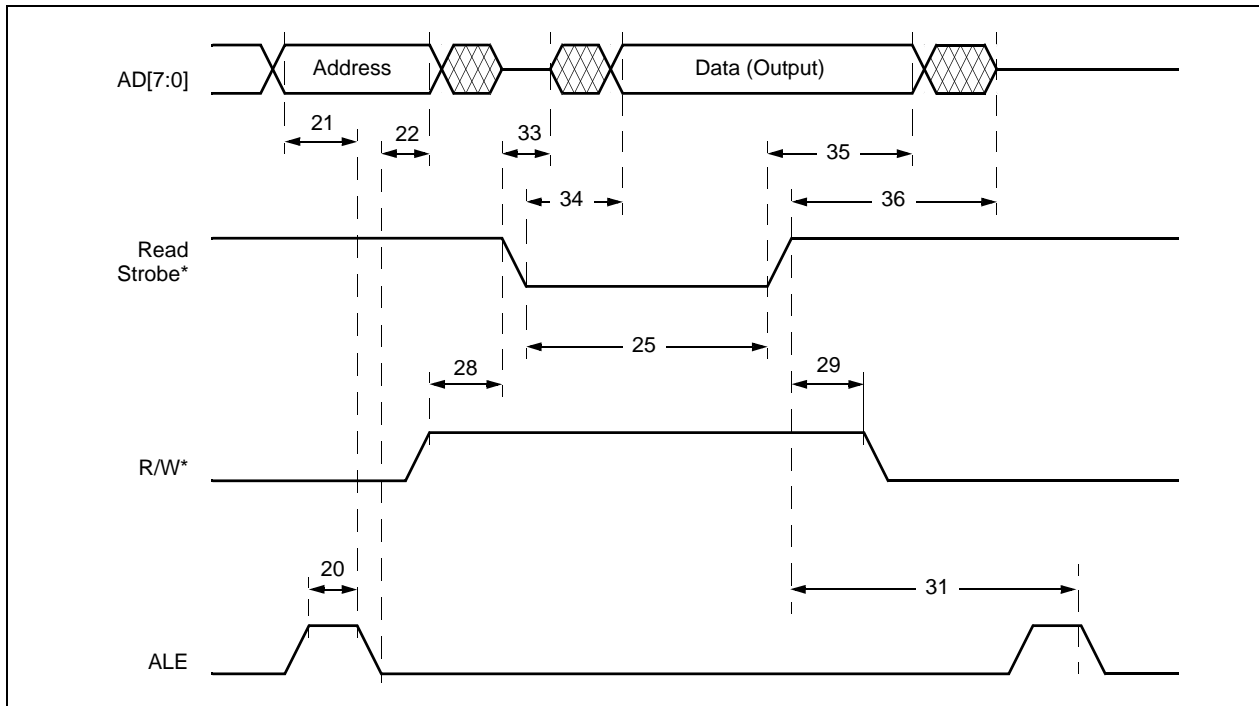 AD[7:0]
Address
Data (Output)
21
22
33
35
34
36
Read
Strobe*
25
28
29
R/W*
20
31
ALE